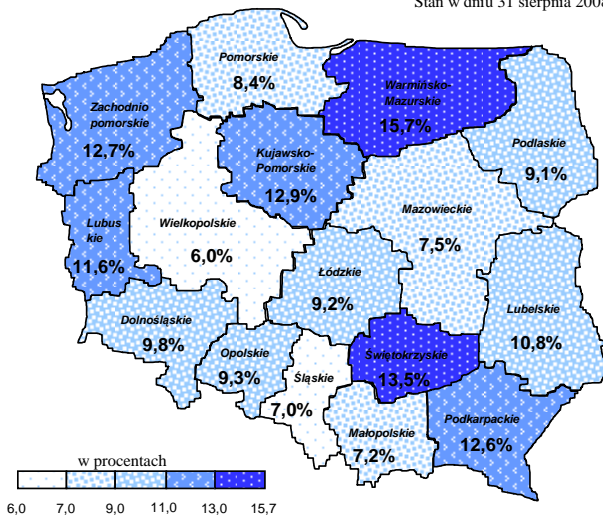 Stan w dniu 31 sierpnia 2008
Pomorskie
8,4%
Warmińsko-
Mazurskie
15,7%
Zachodnio
pomorskie
12,7%
Kujawsko-
Pomorskie
12,9%
Podlaskie
9,1%
Mazowieckie
7,5%
Lubus
kie
11,6%
Wielkopolskie
6,0%
Łódzkie
9,2%
Lubelskie
10,8%
Dolnośląskie
9,8%
Opolskie
9,3%
Śląskie
7,0%
Świętokrzyskie
13,5%
Małopolskie
7,2%
Podkarpackie
12,6%
w procentach
6,0 7,0 9,0 11,0 13,0 15,7